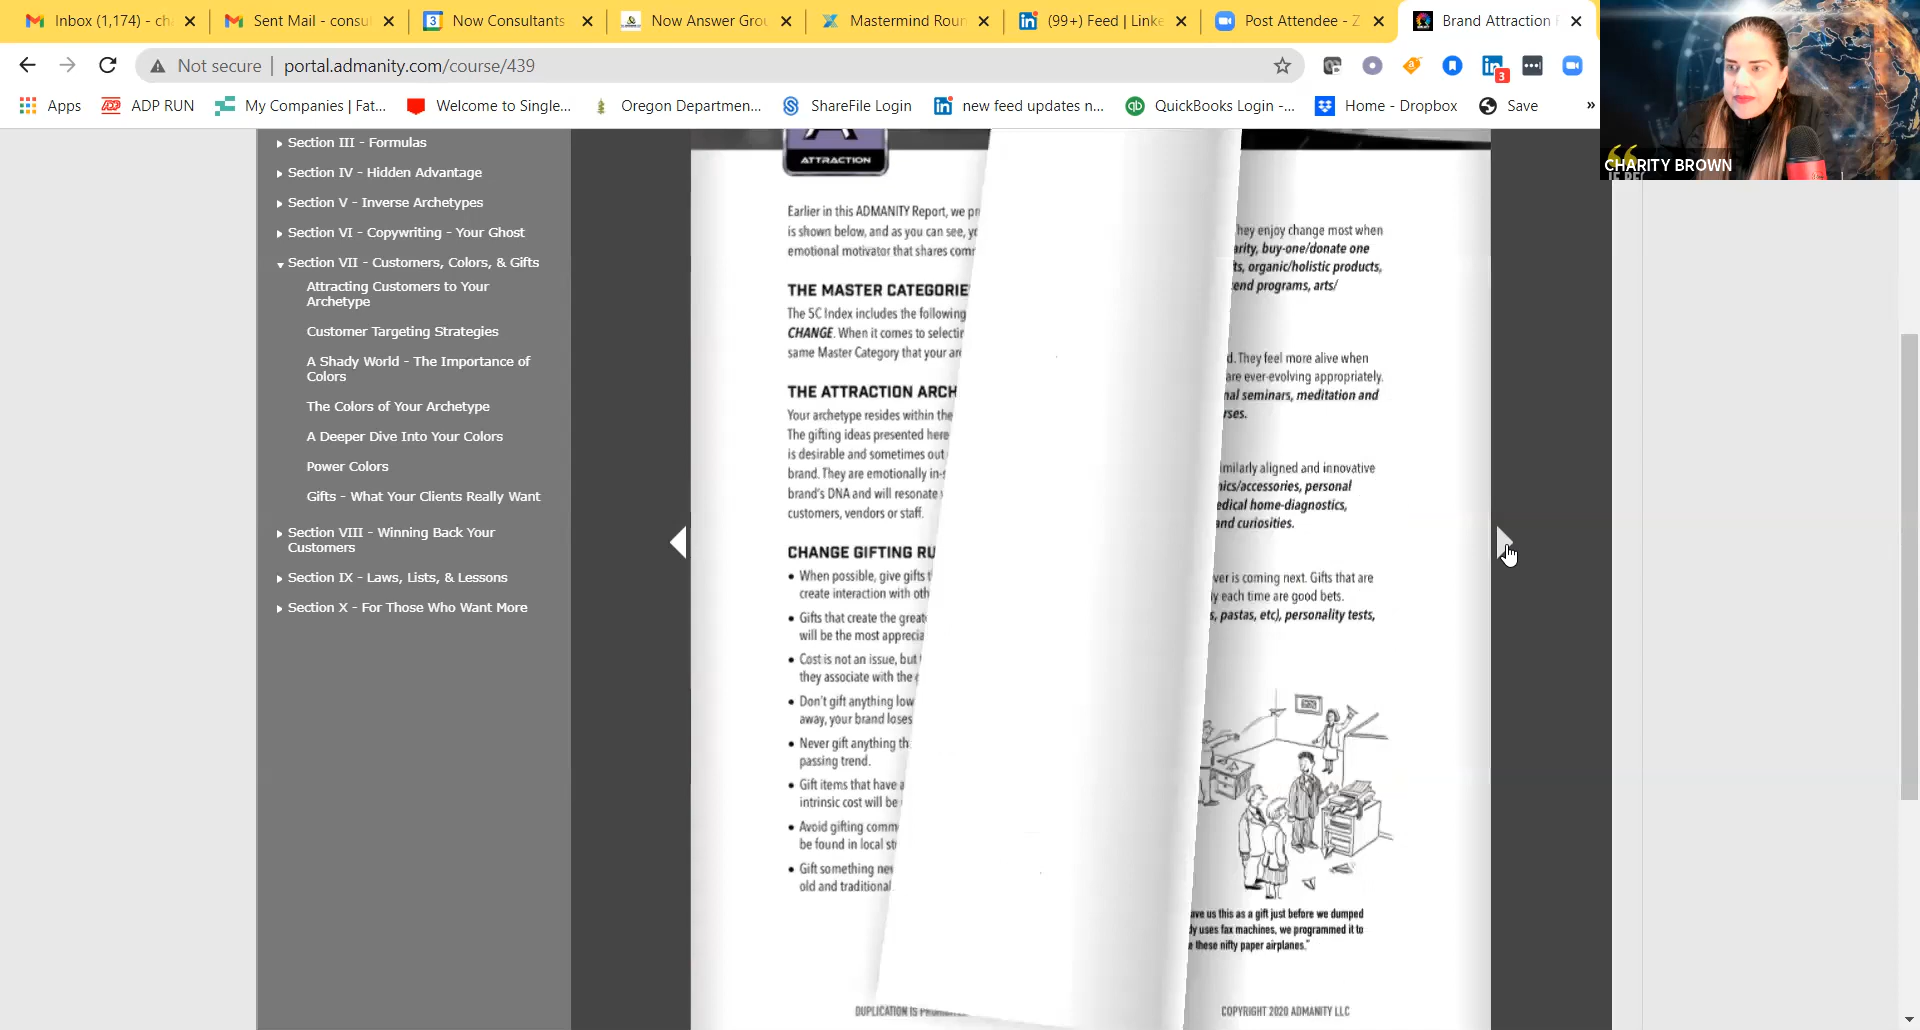 Inbox (1,174) - ch
Sent Mail - consul
3
Now Consultants
Now Answer Grou
Mastermind Roun
(99+) Feed | Linke
Post Attendee - Z
Brand Attraction
Not secure
portal.admanity.com/course/439
3
Apps
ADP RUN
My Companies | Fat...
Welcome to Single...
Oregon Departmen...
ShareFile Login
new feed updates n...
QuickBooks Login -...
Home - Dropbox
Save
»
CHARITY BROWN
Section III - Formulas
Section IV - Hidden Advantage
Section V - Inverse Archetypes
Section VI - Copywriting - Your Ghost
Section VII - Customers, Colors, & Gifts
Attracting Customers to Your
Archetype
Customer Targeting Strategies
A Shady World - The Importance of
Colors
The Colors of Your Archetype
A Deeper Dive Into Your Colors
Power Colors
Gifts - What Your Clients Really Want
Section VIII - Winning Back Your
Customers
Section IX - Laws, Lists, & Lessons
Section X - For Those Who Want More
ATTRACTION
Earlier in this ADMANITY Report, we pr
is shown below, and as you can see, yo
emotional motivator that shares com
THE MASTER CATEGORIE
The 5C Index includes the following
CHANGE. When it comes to selectin
same Master Category that your ar
THE ATTRACTION ARCH
Your archetype resides within the
The gifting ideas presented here
is desirable and sometimes out
brand. They are emotionally in-s
brand's DNA and will resonate
customers, vendors or staff.
CHANGE GIFTING RU
• When possible, give gifts t
create interaction with oth
• Gifts that create the great
will be the most apprecia
• Cost is not an issue, but
they associate with the
• Don't gift anything low
away, your brand loses
• Never gift anything th
passing trend.
• Gift items that have a
intrinsic cost will be
• Avoid gifting comm
be found in local st
• Gift something new
old and traditional
DUPLICATION IS
hey enjoy change most when
arity, buy-one/donate one
ts, organic/holistic products,
end programs, arts/
d. They feel more alive when
are ever-evolving appropriately.
nal seminars, meditation and
rses.
imilarly aligned and innovative
nics/accessories, personal
edical home-diagnostics,
and curiosities.
ver is coming next. Gifts that are
y each time are good bets.
s, pastas, etc), personality tests,
ave us this as a gift just before we dumped
dy uses fax machines, we programmed it to
e these nifty paper airplanes."
COPYRIGHT 2020 ADMANITY LLC